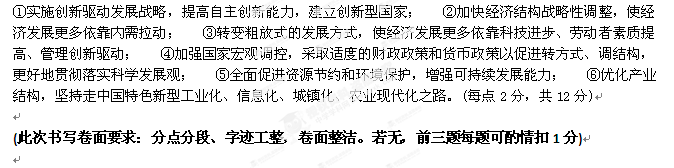 ①实施创新驱动发展战略，提高自主创新能力，建立创新型国家；　②加快经济结构战略性调整，使经
济发展更多依靠内需拉动；　③转变粗放式的发展方式，使经济发展更多依靠科技进步、劳动者素质提
高、管理创新驱动；　④加强国家宏观调控，采取适度的财政政策和货币政策以促进转方式、调结构，
更好地贯彻落实科学发展观；　⑤全面促进资源节约和环境保护，增强可持续发展能力；　⑥优化产业
结构，坚持走中国特色新型工业化、信息化、城镇化、农业现代化之路。(每点 2 分，共 12 分)
(此次书写卷面要求：分点分段、字迹工整，卷面整洁。若无，前三题每题可酌情扣 1 分)